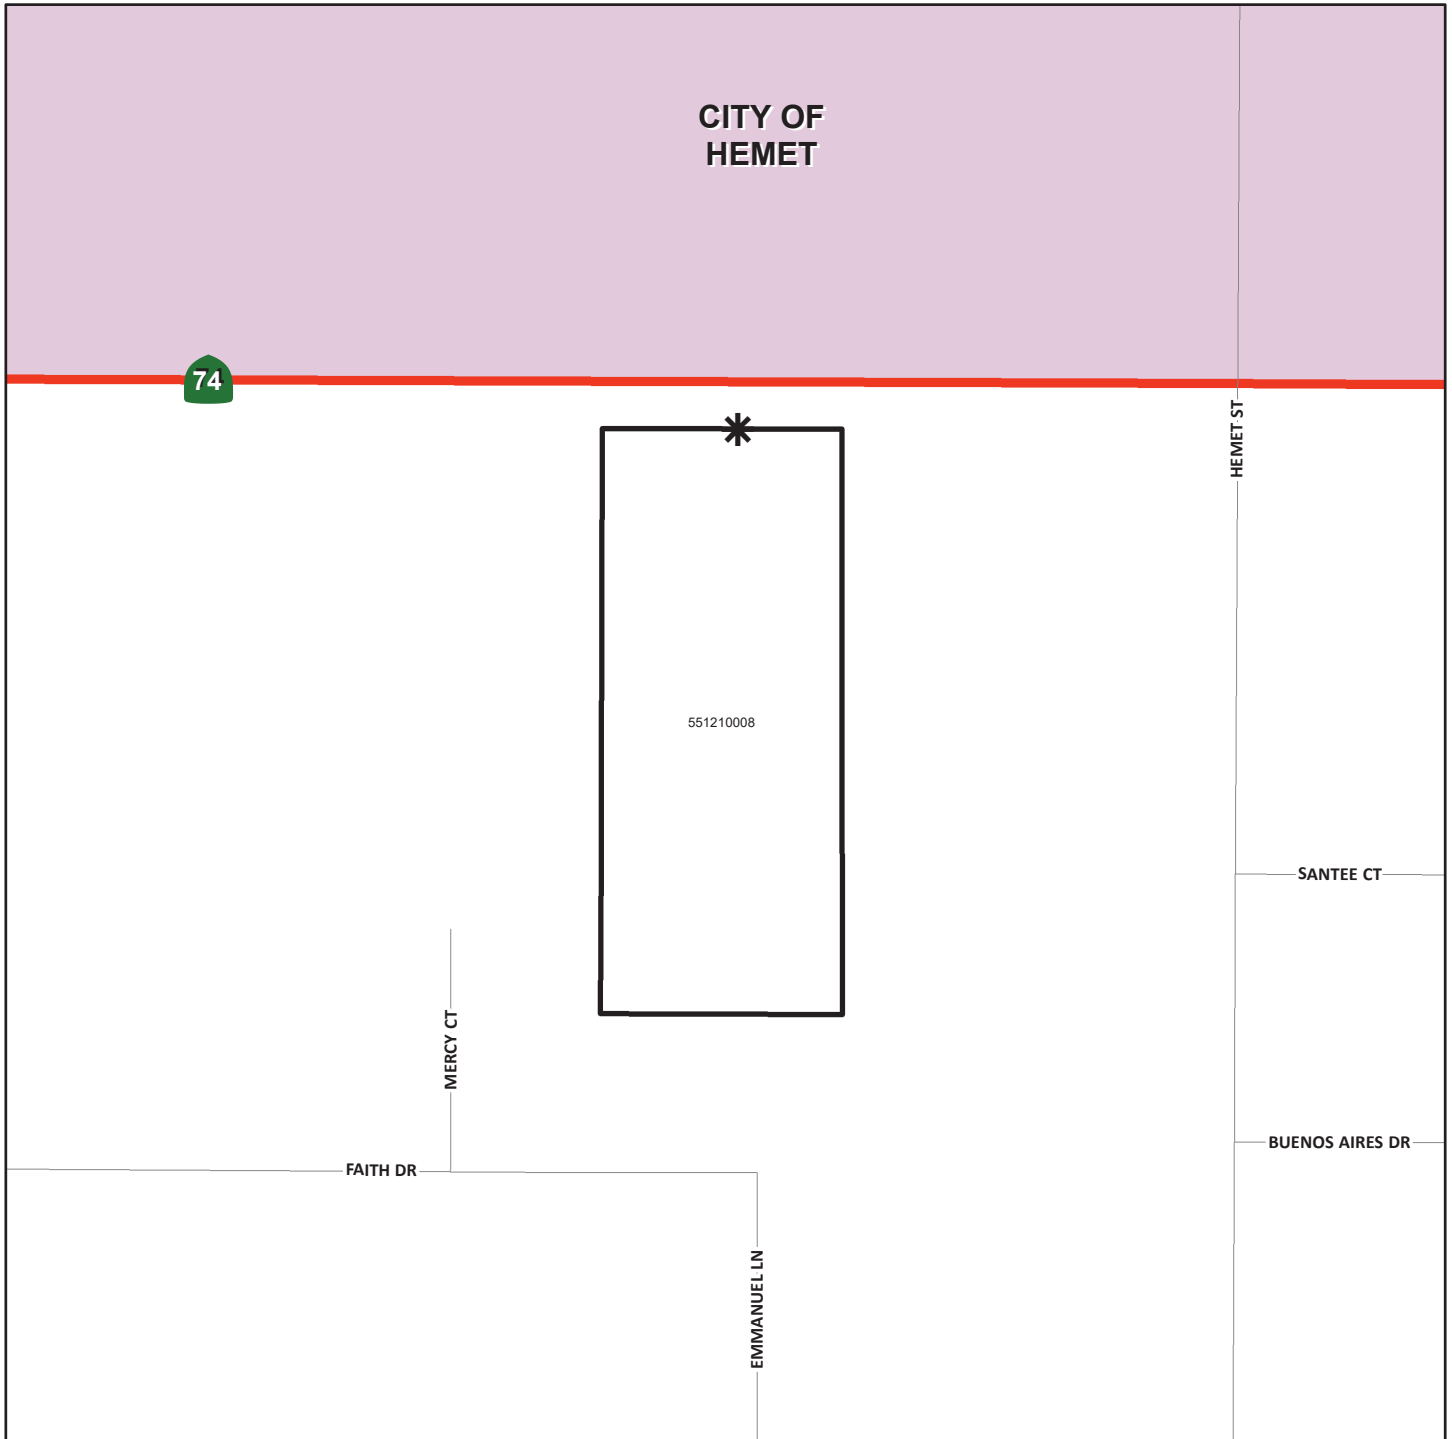 CITY OF
HEMET
74
HEMET ST
551210008
SANTEE CT
MERCY CT
BUENOS AIRES DR
FAITH DR
EMMANUEL LN